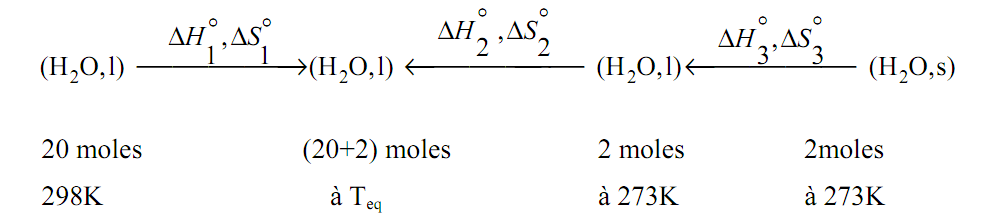 ΔH°₁,ΔS°₁ ΔH°₂,ΔS°₂ ΔH°₃,ΔS°₃
(H₂O,l) ⟶ (H₂O,l) ⟵ (H₂O,l) ⟵ (H₂O,s)
20 moles (20+2) moles 2 moles 2moles
298K à Teq à 273K à 273K